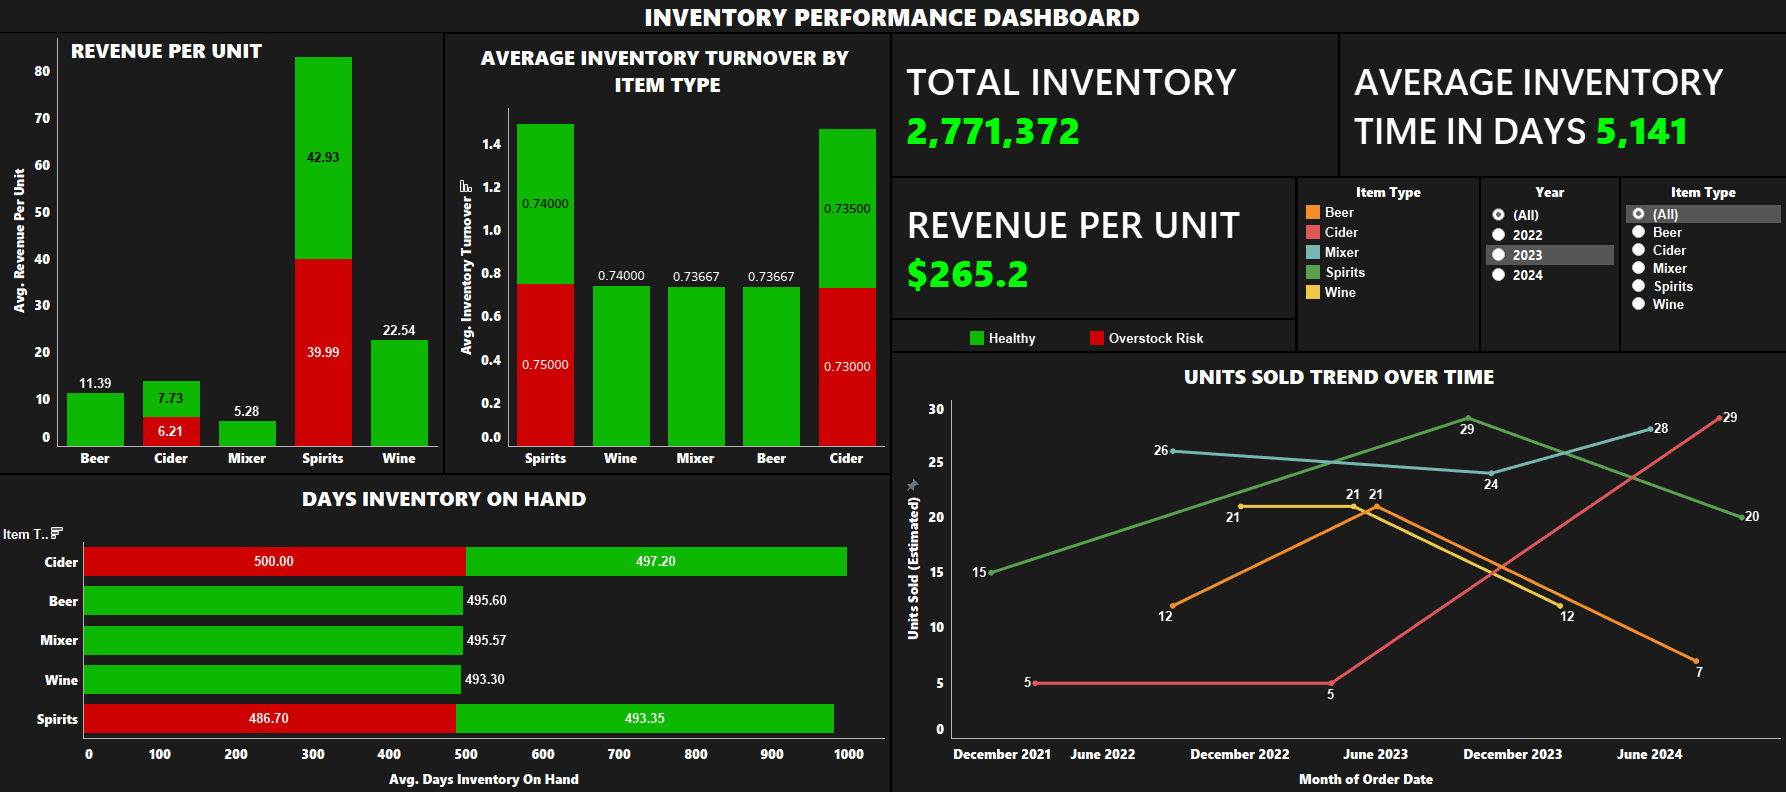 INVENTORY PERFORMANCE DASHBOARD
REVENUE PER UNIT
Avg. Revenue Per Unit
80
70
60
50
40
30
20
10
0
11.39
7.73
6.21
5.28
42.93
39.99
22.54
Beer Cider Mixer Spirits Wine
AVERAGE INVENTORY TURNOVER BY
ITEM TYPE
Avg. Inventory Turnover
1.4
1.2
1.0
0.8
0.6
0.4
0.2
0.0
0.74000
0.75000
0.74000
0.73667
0.73667
0.73500
0.73000
Spirits Wine Mixer Beer Cider
TOTAL INVENTORY
2,771,372
AVERAGE INVENTORY
TIME IN DAYS 5,141
REVENUE PER UNIT
$265.2
Healthy Overstock Risk
Item Type
Beer
Cider
Mixer
Spirits
Wine
Year
(All)
2022
2023
2024
Item Type
(All)
Beer
Cider
Mixer
Spirits
Wine
DAYS INVENTORY ON HAND
Item T..
Cider 500.00 497.20
Beer 495.60
Mixer 495.57
Wine 493.30
Spirits 486.70 493.35
0 100 200 300 400 500 600 700 800 900 1000
Avg. Days Inventory On Hand
UNITS SOLD TREND OVER TIME
Units Sold (Estimated)
30
25
20
15
10
5
0
15
5
26
12
21
21
21
5
29
24
12
28
7
29
20
December 2021 June 2022 December 2022 June 2023 December 2023 June 2024
Month of Order Date